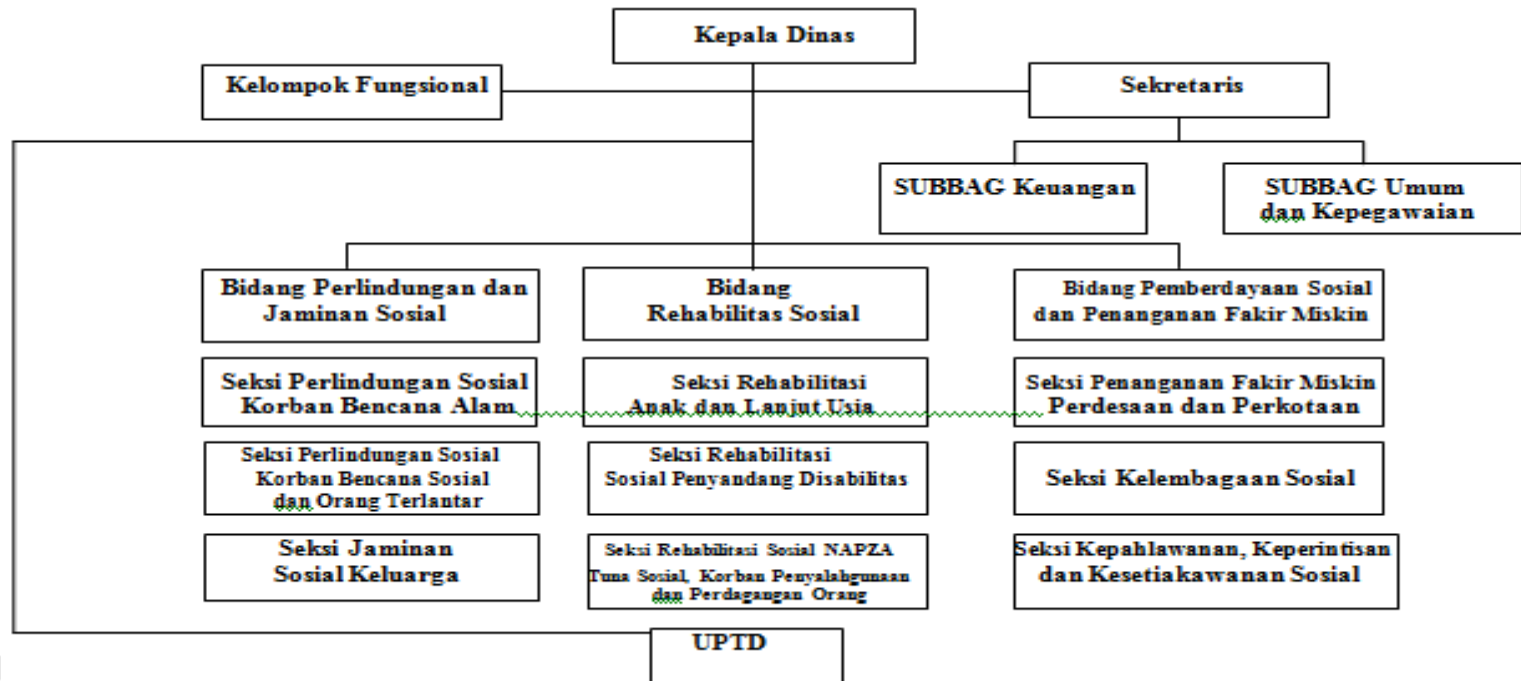 Kepala Dinas
Kelompok Fungsional
Sekretaris
SUBBAG Keuangan
SUBBAG Umum
dan Kepegawaian
Bidang Perlindungan dan
Jaminan Sosial
Bidang
Rehabilitas Sosial
Bidang Pemberdayaan Sosial
dan Penanganan Fakir Miskin
Seksi Perlindungan Sosial
Korban Bencana Alam
Seksi Rehabilitasi
Anak dan Lanjut Usia
Seksi Penanganan Fakir Miskin
Perdesaan dan Perkotaan
Seksi Perlindungan Sosial
Korban Bencana Sosial
dan Orang Terlantar
Seksi Rehabilitasi
Sosial Penyandang Disabilitas
Seksi Kelembagaan Sosial
Seksi Jaminan
Sosial Keluarga
Seksi Rehabilitasi Sosial NAPZA
Tuna Sosial, Korban Penyalahgunaan
dan Perdagangan Orang
Seksi Kepahlawanan, Keperintisan
dan Kesetiakawanan Sosial
UPTD